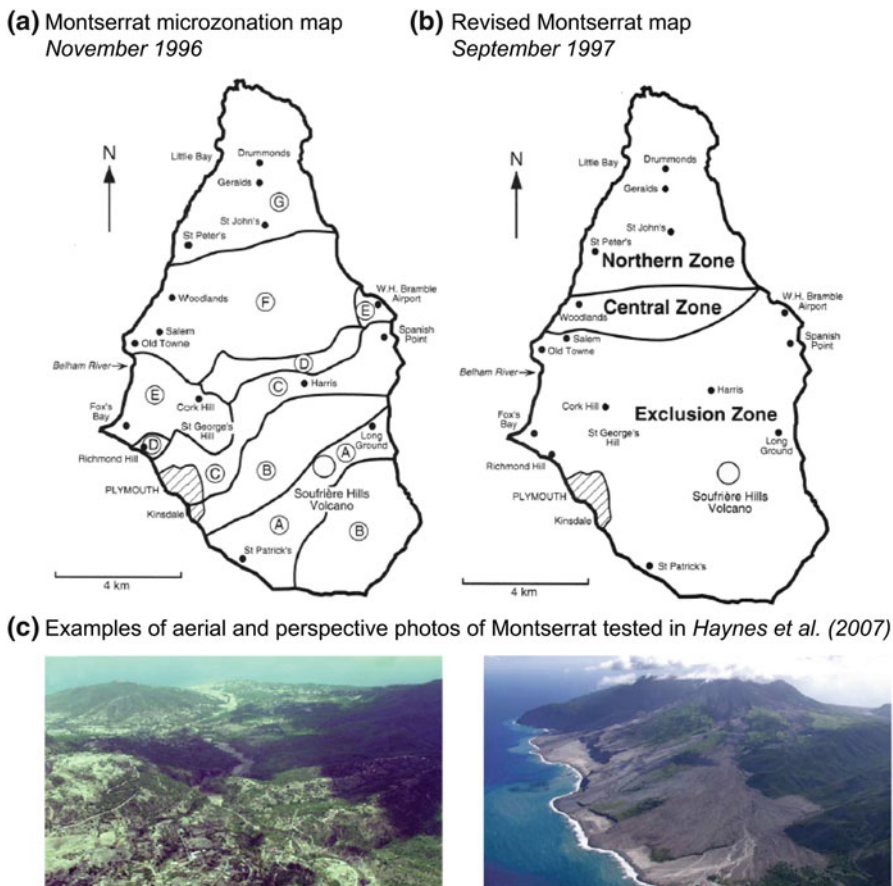 (a) Montserrat microzonation map
November 1996
N
Little Bay
Drummonds
Geralds
G
St John's
St Peter's
Woodlands
F
W.H. Bramble
Airport
E
Salem
Old Towne
Spanish
Point
Belham River
D
C
Harris
E
Cork Hill
Fox's
Bay
St George's
Hill
D
Richmond Hill
Long
Ground
A
C
B
PLYMOUTH
Soufrière Hills
Volcano
Kinsdale
A
B
St Patrick's
4 km
(b) Revised Montserrat map
September 1997
N
Little Bay
Drummonds
Geralds
St John's
St Peter's
Northern Zone
Woodlands
Central Zone
W.H. Bramble
Airport
Salem
Old Towne
Spanish
Point
Belham River
Harris
Cork Hill
Exclusion Zone
Fox's
Bay
St George's
Hill
Long
Ground
Richmond Hill
PLYMOUTH
Soufrière Hills
Volcano
Kinsdale
St Patrick's
4 km
(c) Examples of aerial and perspective photos of Montserrat tested in Haynes et al. (2007)